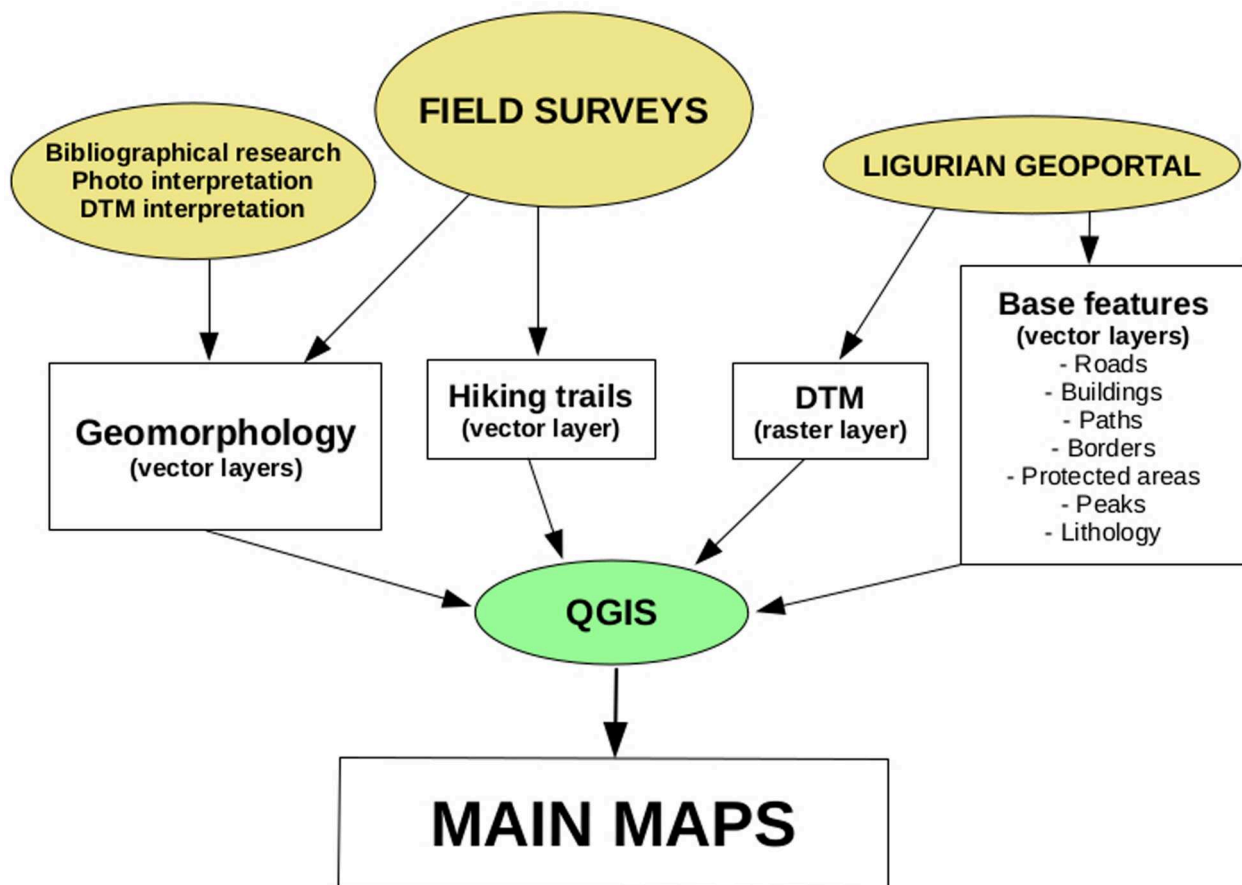 FIELD SURVEYS
Bibliographical research
Photo interpretation
DTM interpretation
LIGURIAN GEOPORTAL
Geomorphology
(vector layers)
Hiking trails
(vector layer)
DTM
(raster layer)
Base features
(vector layers)
- Roads
- Buildings
- Paths
- Borders
- Protected areas
- Peaks
- Lithology
QGIS
MAIN MAPS